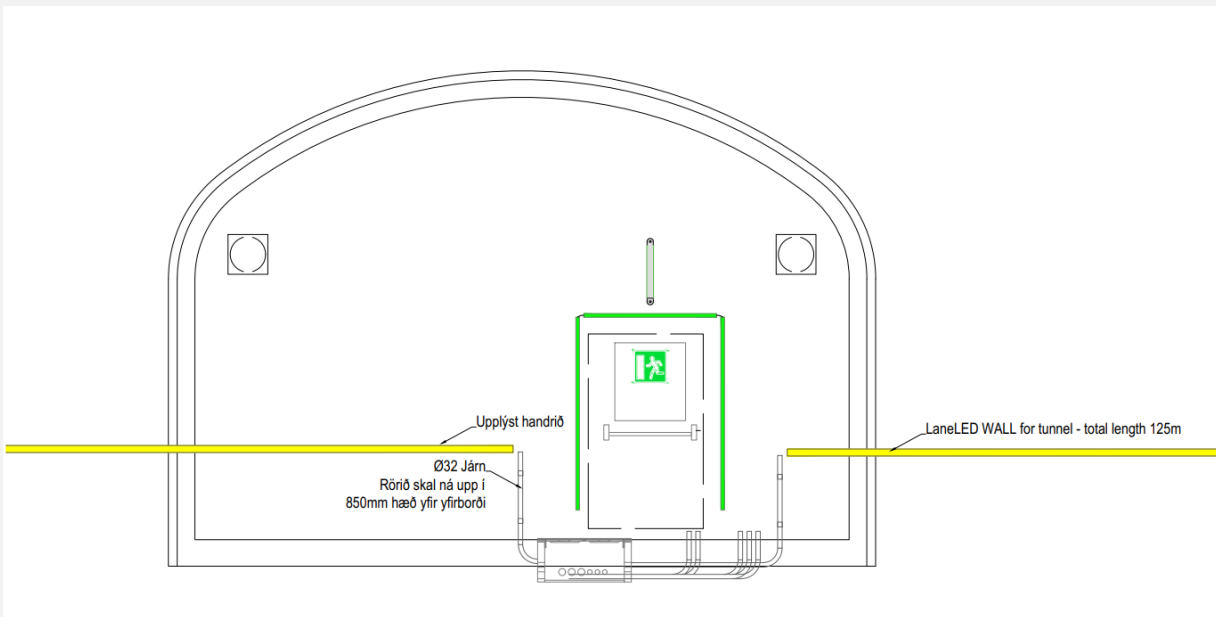 Upplýst handrið
LaneLED WALL for tunnel - total length 125m
Ø32 Járn
Rörið skal ná upp í
850mm hæð yfir yfirborði